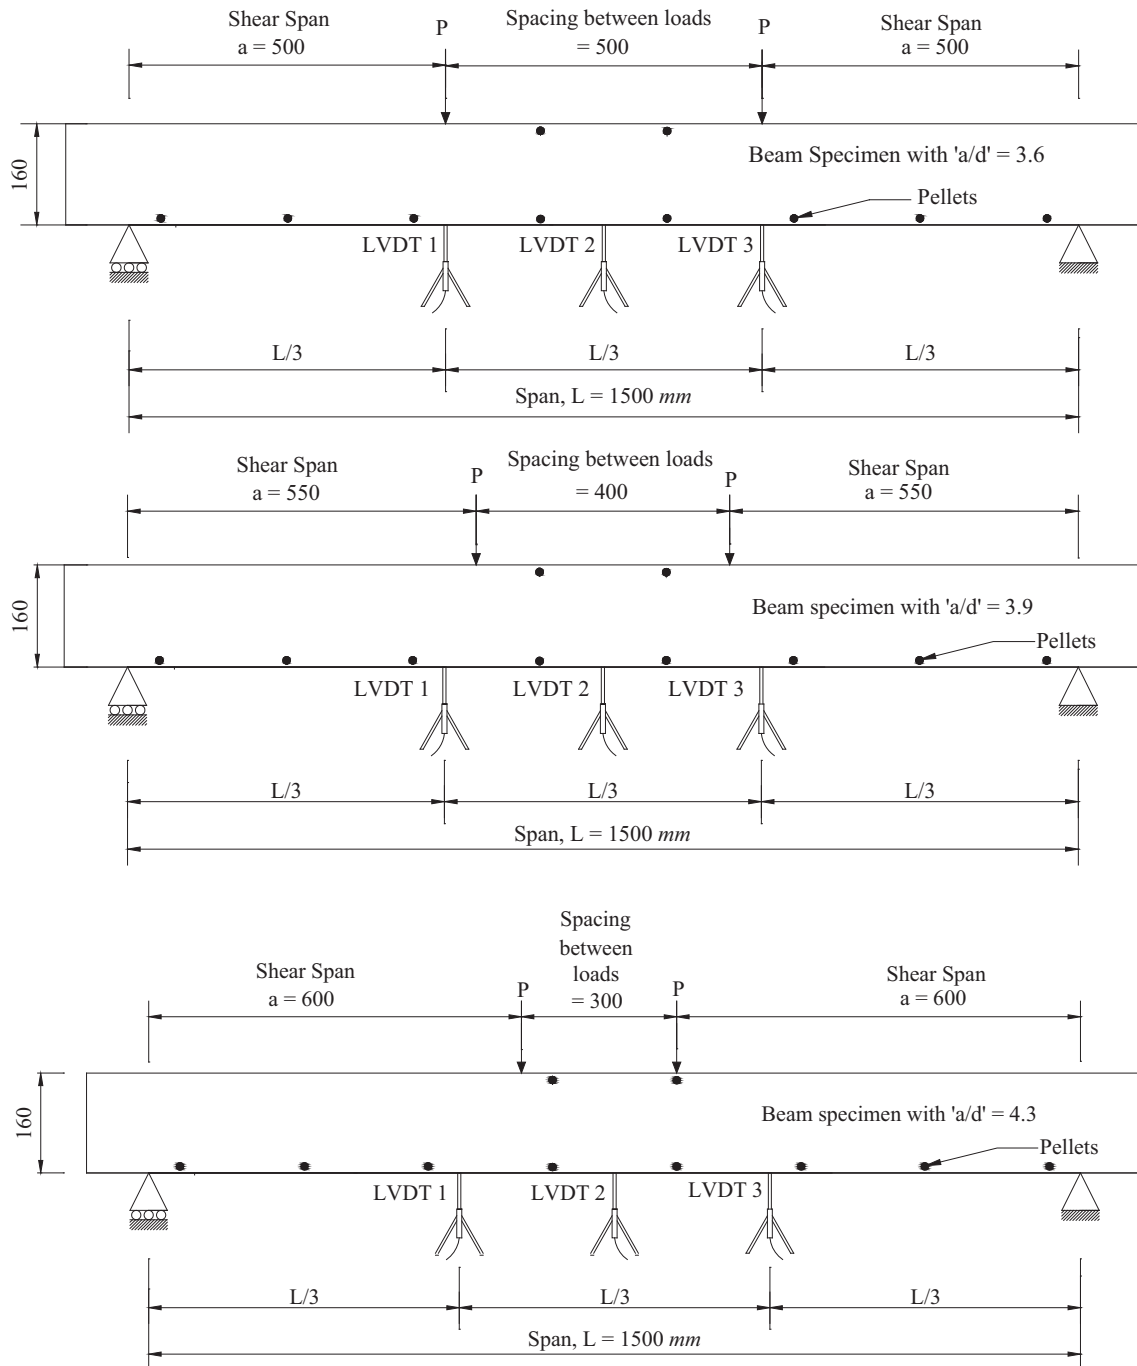 Shear Span
a = 500
P
Spacing between loads
= 500
P
Shear Span
a = 500
160
Beam Specimen with 'a/d' = 3.6
Pellets
LVDT 1
LVDT 2
LVDT 3
L/3
L/3
L/3
Span, L = 1500 mm
Shear Span
a = 550
P
Spacing between loads
= 400
P
Shear Span
a = 550
160
Beam specimen with 'a/d' = 3.9
Pellets
LVDT 1
LVDT 2
LVDT 3
L/3
L/3
L/3
Span, L = 1500 mm
Shear Span
a = 600
P
Spacing
between
loads
= 300
P
Shear Span
a = 600
160
Beam specimen with 'a/d' = 4.3
Pellets
LVDT 1
LVDT 2
LVDT 3
L/3
L/3
L/3
Span, L = 1500 mm